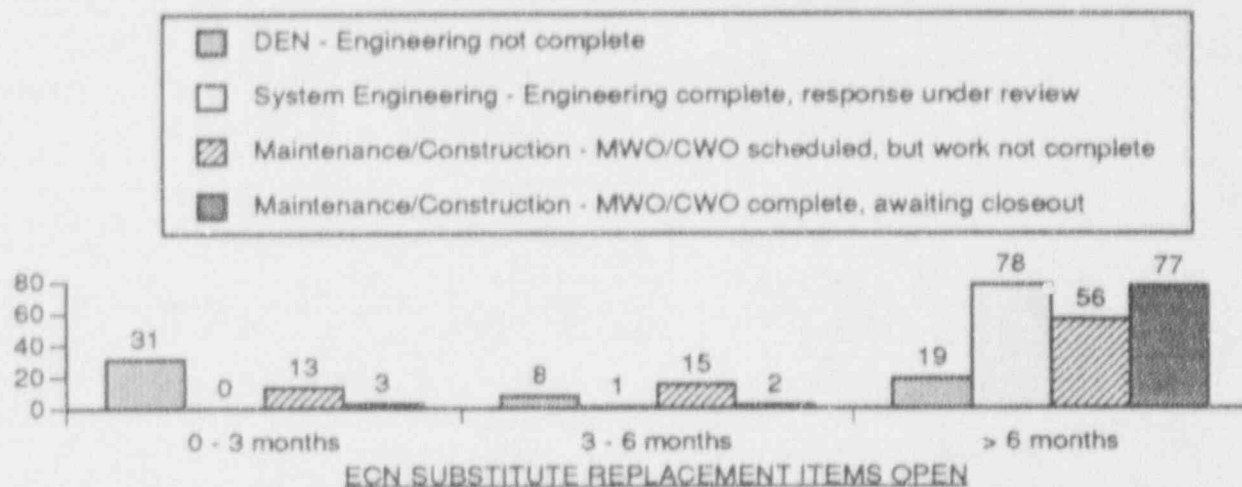 DEN - Engineering not complete
System Engineering - Engineering complete, response under review
Maintenance/Construction - MWO/CWO scheduled, but work not complete
Maintenance/Construction - MWO/CWO complete, awaiting closeout
80
60
40
20
0
31 0 13 3 8 1 15 2 19 78 56 77
0 - 3 months 3 - 6 months > 6 months
ECN SUBSTITUTE REPLACEMENT ITEMS OPEN